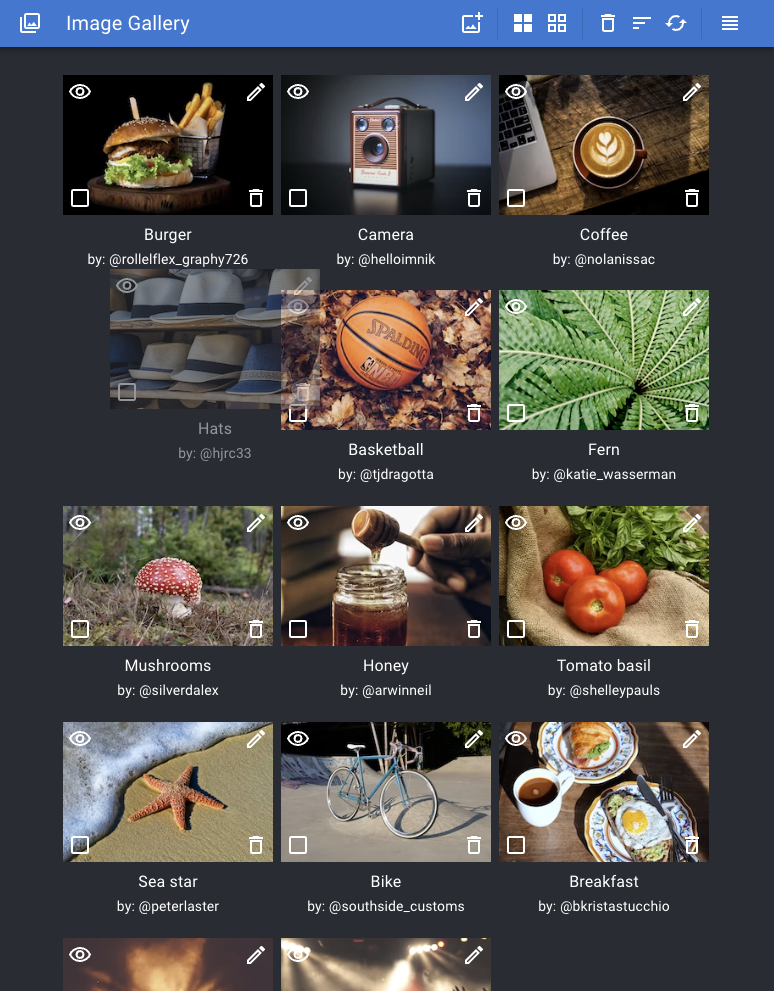 Image Gallery
Burger
by: @rollelflex_graphy726
Camera
by: @helloimnik
Coffee
by: @nolanissac
Hats
by: @hjrc33
SPALDING
NBA
Basketball
by: @tjdragotta
Fern
by: @katie_wasserman
Mushrooms
by: @silverdalex
Honey
by: @arwinneil
Tomato basil
by: @shelleypauls
Sea star
by: @peterlaster
Bike
by: @southside_customs
Breakfast
by: @bkristastucchio